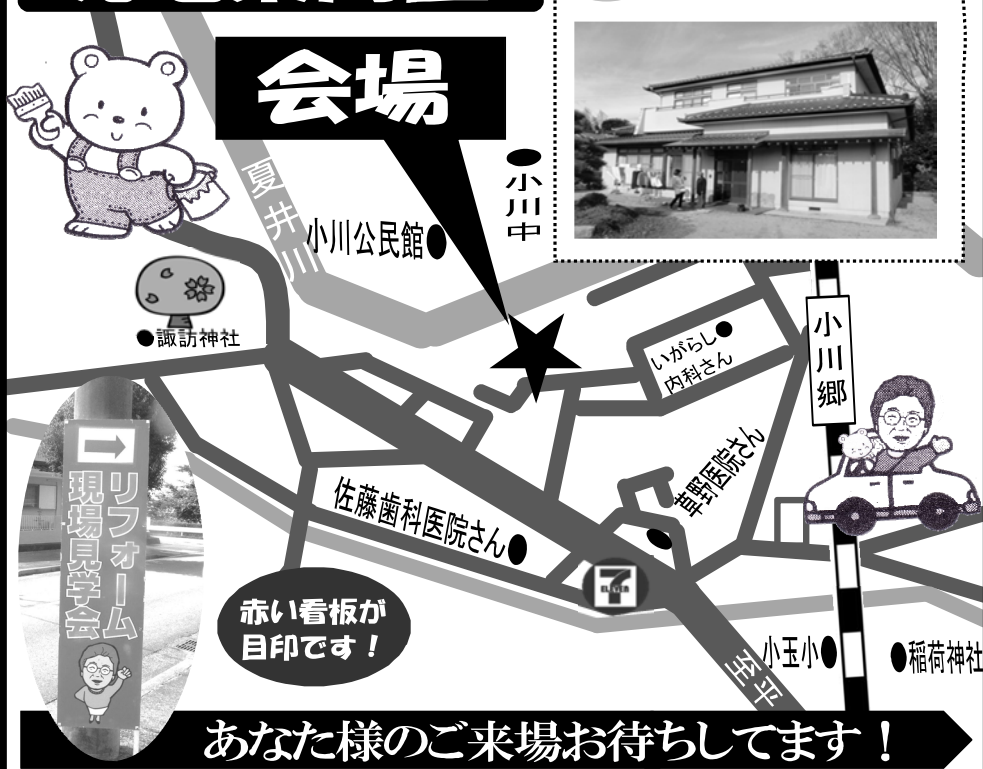 会場
夏井川
小川公民館
小川中
諏訪神社
いがらし
内科さん
小川郷
草野医院さん
佐藤歯科医院さん
7
ELEVEN
リフォーム
現場見学会
赤い看板が
目印です！
小玉小
稲荷神社
至平
あなた様のご来場お待ちしてます！